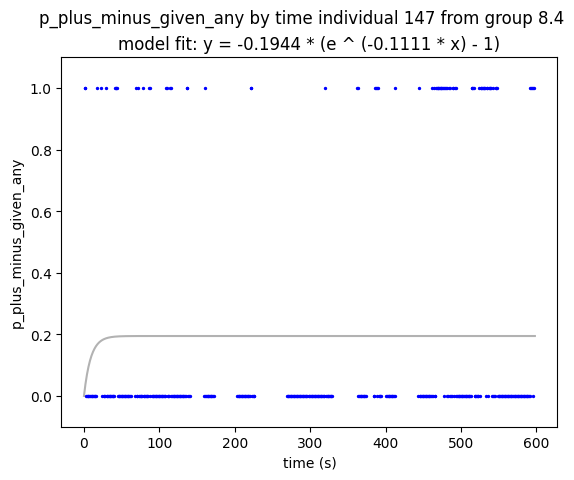 p_plus_minus_given_any by time individual 147 from group 8.4
model fit: y = -0.1944 * (e ^ (-0.1111 * x) - 1)
p_plus_minus_given_any
1.0
0.8
0.6
0.4
0.2
0.0
0 100 200 300 400 500 600
time (s)